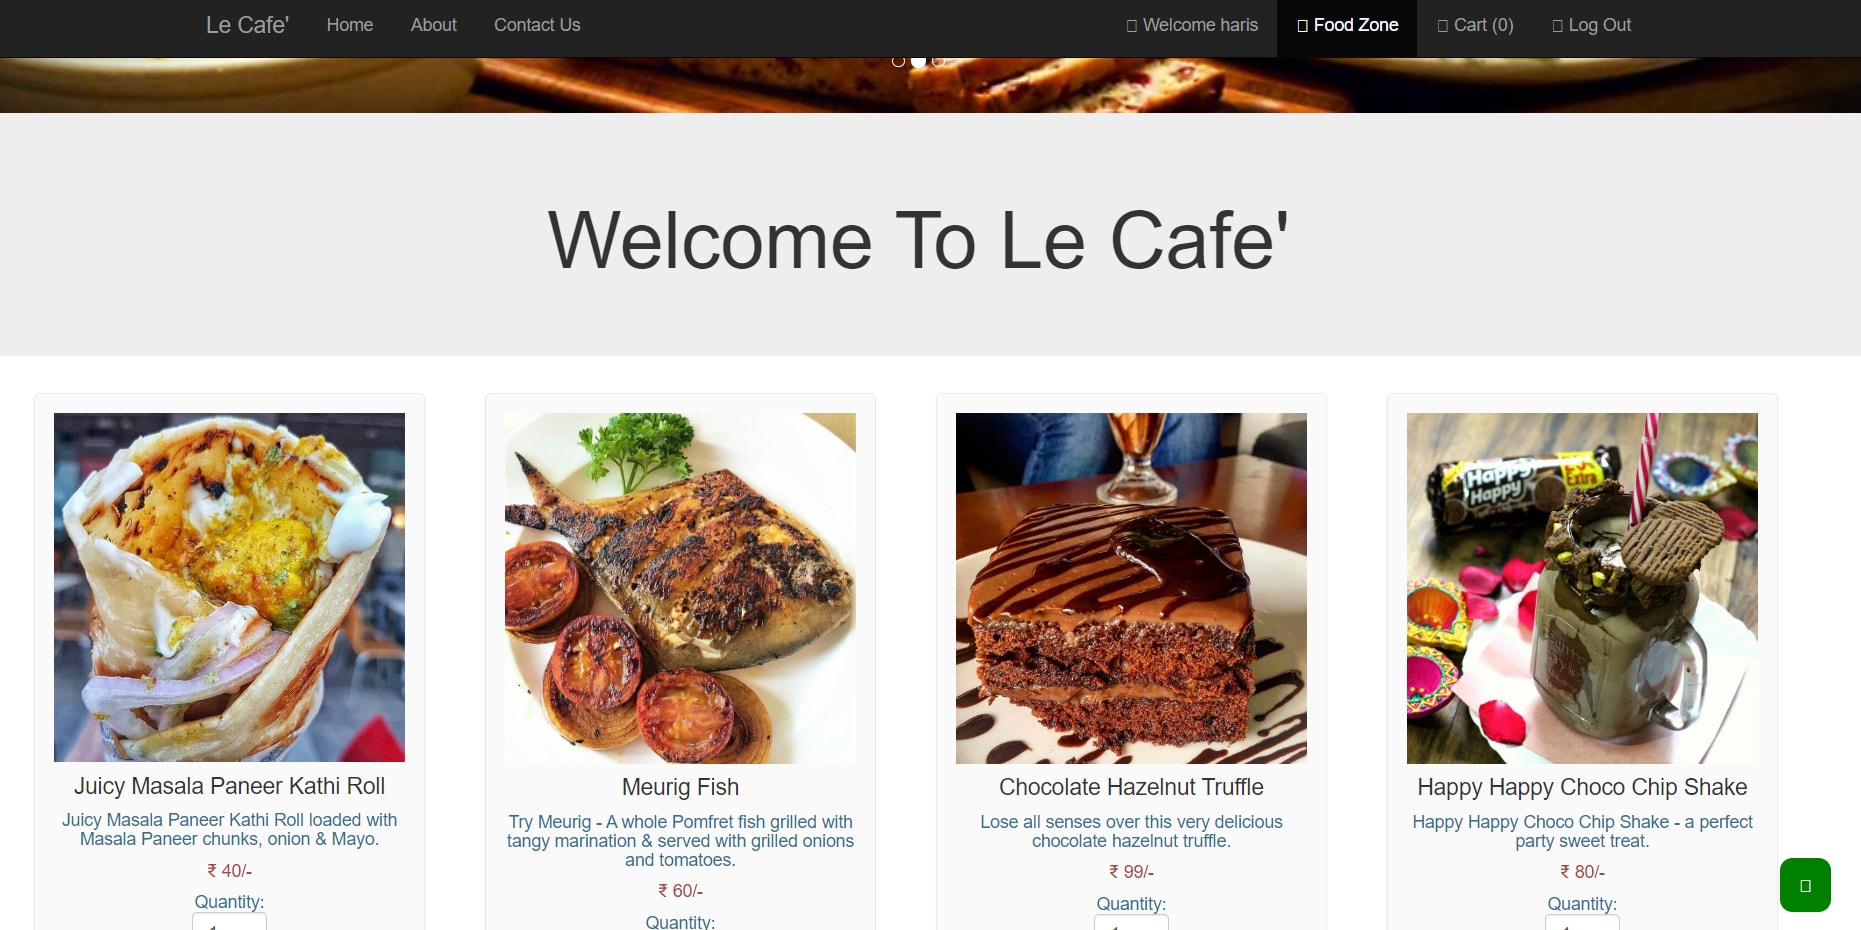 Le Cafe' Home About Contact Us Welcome haris Food Zone Cart (0) Log Out
Welcome To Le Cafe'
Happy Happy
Extra
Juicy Masala Paneer Kathi Roll
Juicy Masala Paneer Kathi Roll loaded with
Masala Paneer chunks, onion & Mayo.
₹ 40/-
Quantity:
Meurig Fish
Try Meurig - A whole Pomfret fish grilled with
tangy marination & served with grilled onions
and tomatoes.
₹ 60/-
Quantity:
Chocolate Hazelnut Truffle
Lose all senses over this very delicious
chocolate hazelnut truffle.
₹ 99/-
Quantity:
Happy Happy Choco Chip Shake
Happy Happy Choco Chip Shake - a perfect
party sweet treat.
₹ 80/-
Quantity: